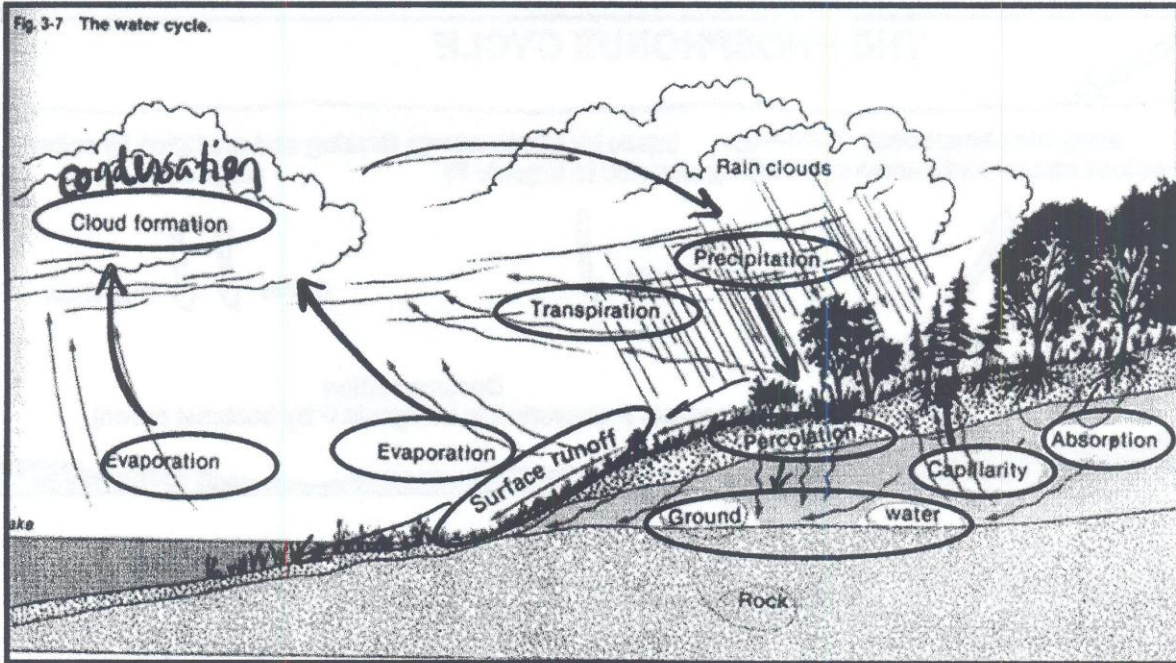 Fig. 3-7 The water cycle.
condensation
Cloud formation
Rain clouds
Precipitation
Transpiration
Evaporation
Evaporation
Surface runoff
Percolation
Capillarity
Absorption
Ground water
ake
Rock